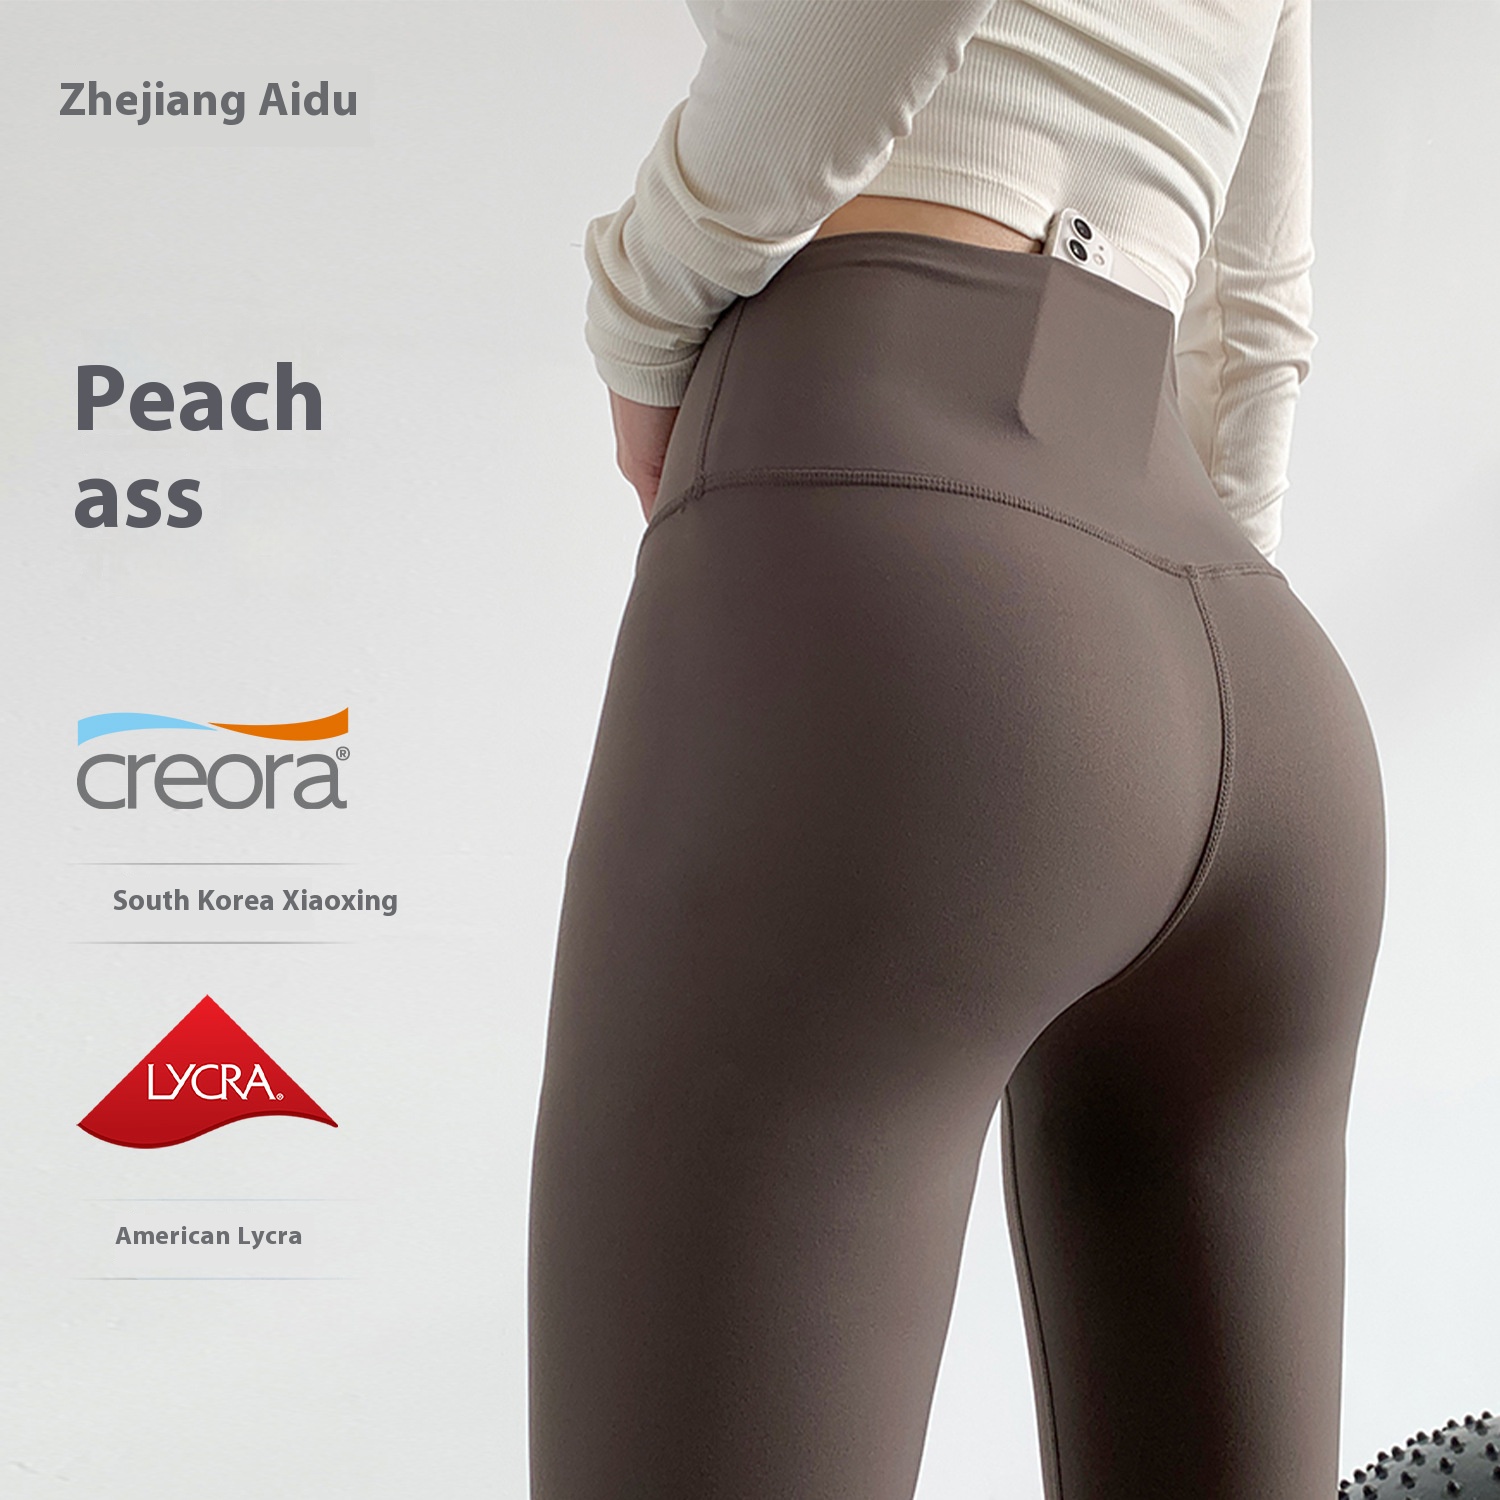 Zhejiang Aidu
Peach
ass
creora®
South Korea Xiaoxing
LYCRA®
American Lycra